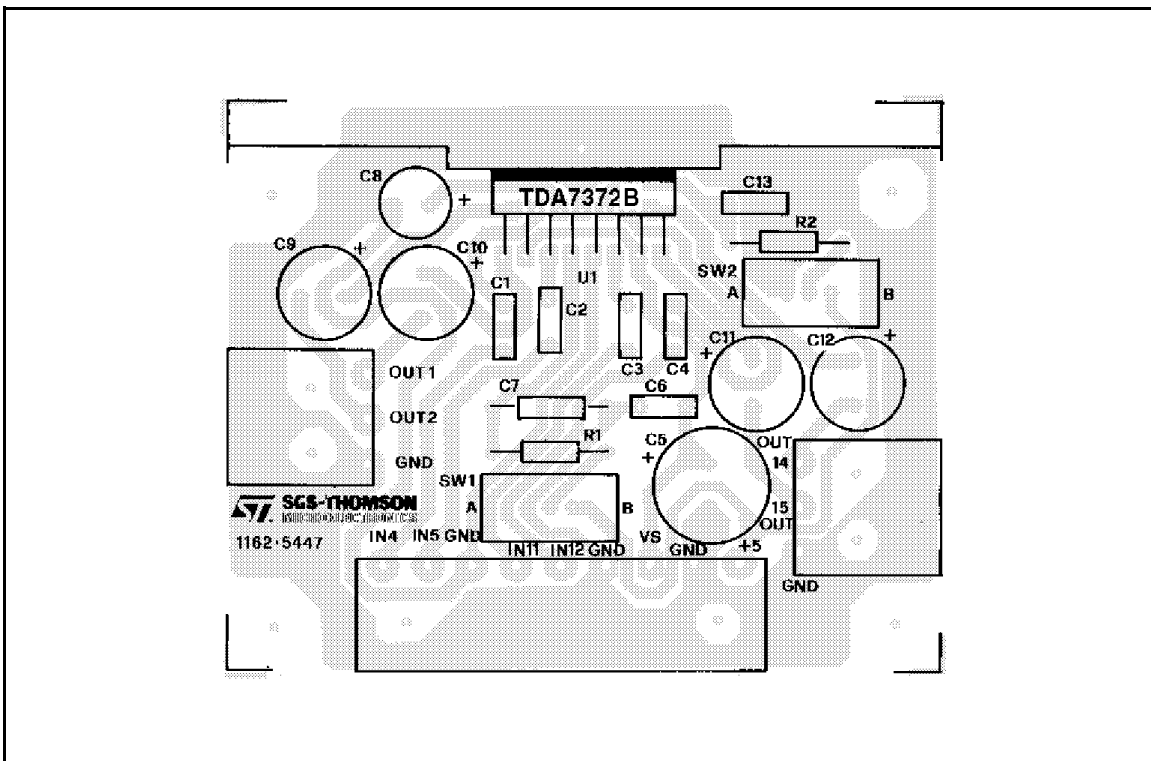 C8
+
TDA7372B
C13
R2
C9
+
C10
+
U1
SW2
A
B
C1
C2
C3
C4
+
C11
C12
+
OUT1
OUT2
GND
C7
C6
R1
C5
+
OUT
14
15
OUT
SW1
A
B
SGS-THOMSON
MICROELECTRONICS
1162·5447
IN4 IN5 GND
IN11 IN12 GND
VS GND +5
GND